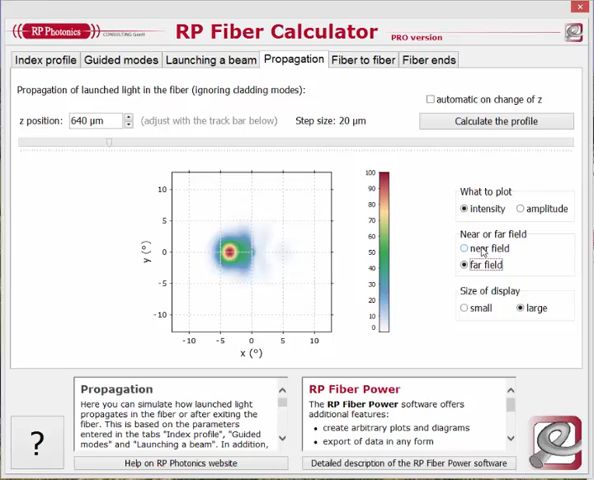 RP Photonics
CONSULTING GmbH
RP Fiber Calculator
PRO version
Index profile
Guided modes
Launching a beam
Propagation
Fiber to fiber
Fiber ends
Propagation of launched light in the fiber (ignoring cladding modes):
automatic on change of z
z position: 640 µm (adjust with the track bar below) Step size: 20 µm
Calculate the profile
10
5
0
-5
-10
y (°)
-10 -5 0 5 10
x (°)
100
90
80
70
60
50
40
30
20
10
0
What to plot
intensity amplitude
Near or far field
near field
far field
Size of display
small large
?
Propagation
Here you can simulate how launched light
propagates in the fiber or after exiting the
fiber. This is based on the parameters
entered in the tabs "Index profile", "Guided
modes" and "Launching a beam". In addition,
Help on RP Photonics website
RP Fiber Power
The RP Fiber Power software offers
additional features:
• create arbitrary plots and diagrams
• export of data in any form
Detailed description of the RP Fiber Power software